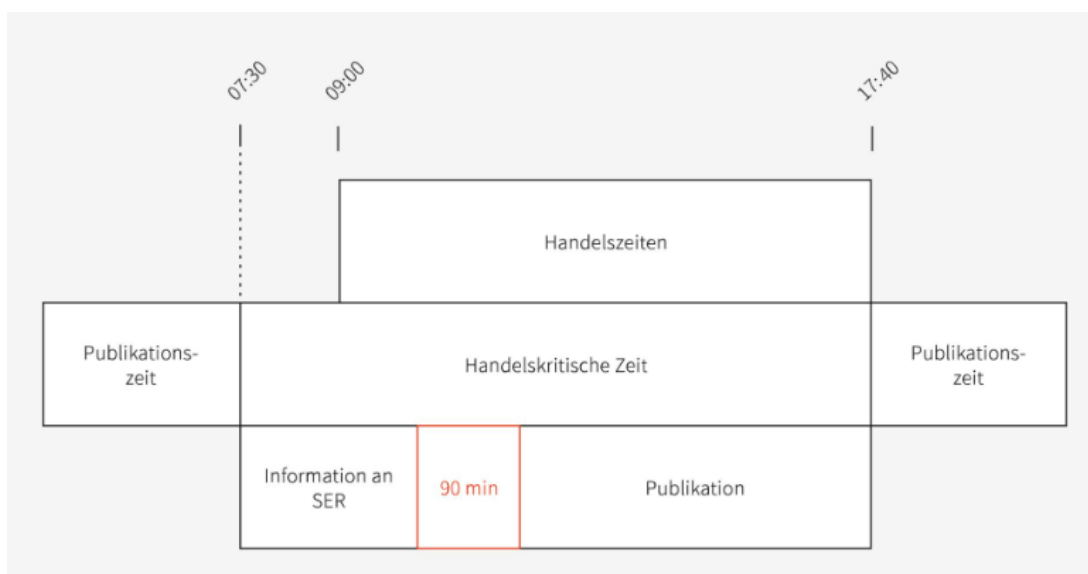 07:30
09:00
17:40
Handelszeiten
Publikations-
zeit
Handelskritische Zeit
Publikations-
zeit
Information an
SER
90 min
Publikation